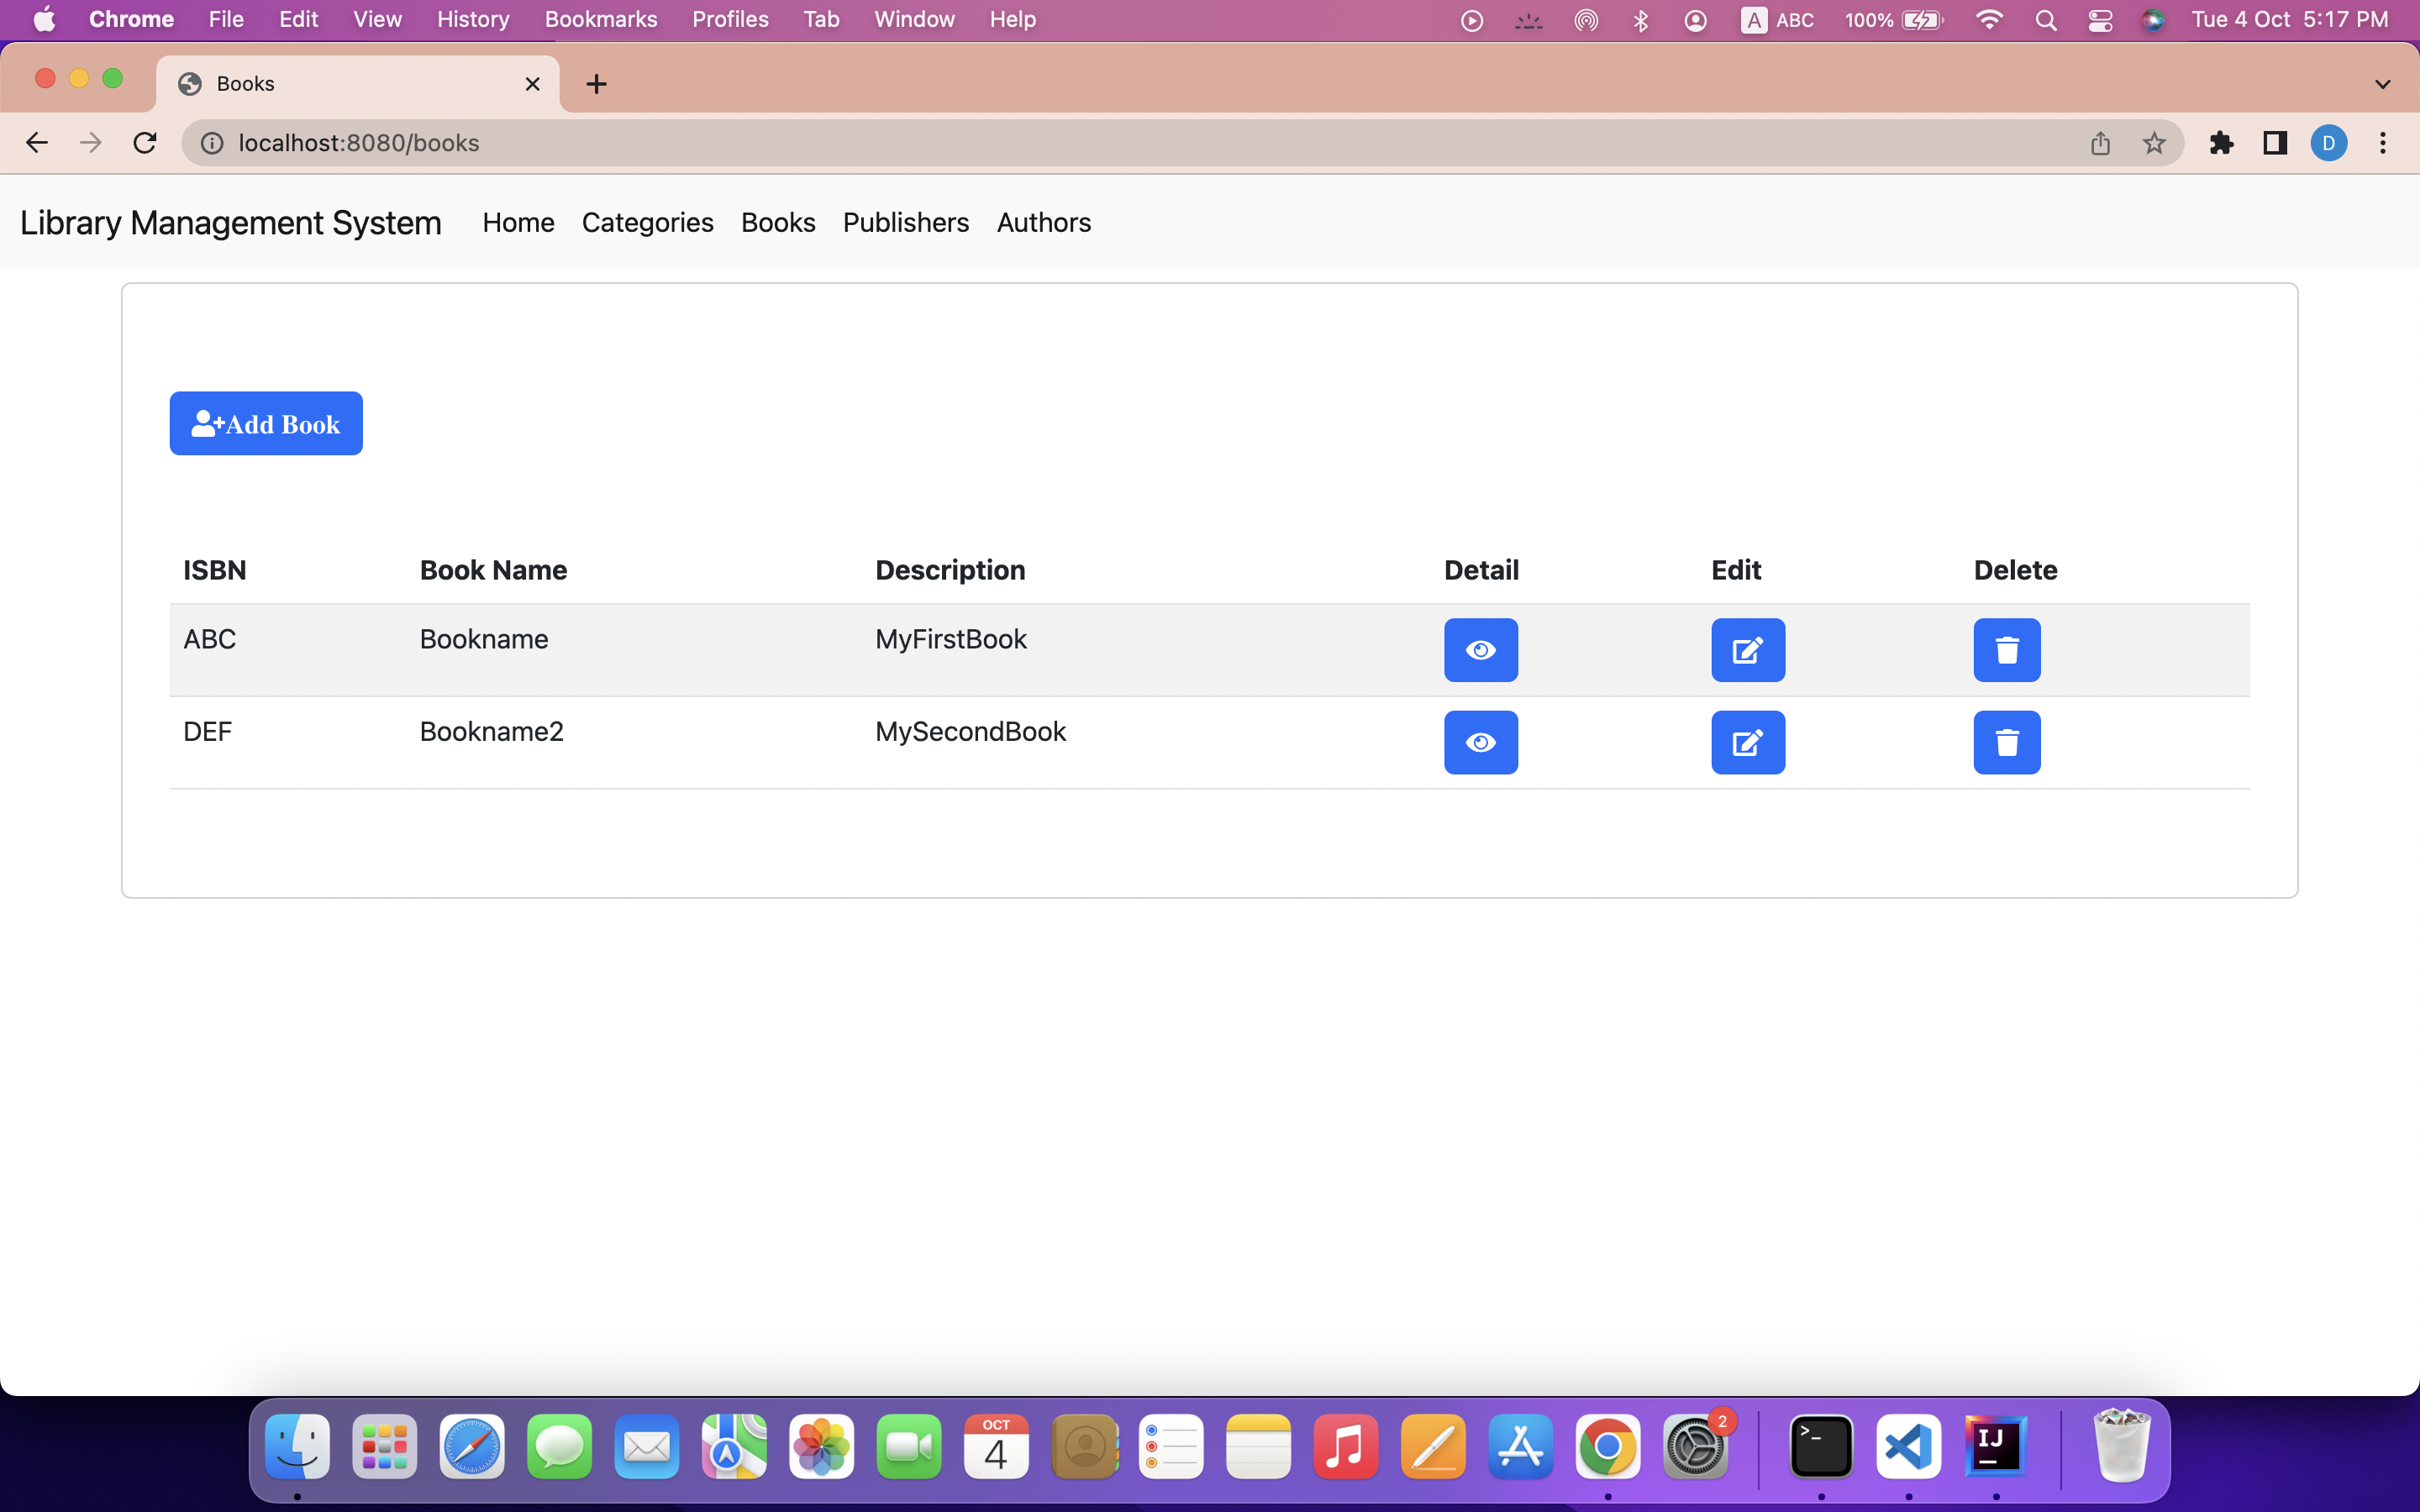 Chrome File Edit View History Bookmarks Profiles Tab Window Help A ABC 100% Tue 4 Oct 5:17 PM
Books
localhost:8080/books D
Library Management System Home Categories Books Publishers Authors
Add Book
ISBN Book Name Description Detail Edit Delete
ABC Bookname MyFirstBook
DEF Bookname2 MySecondBook
OCT 2
4 >_ IJ